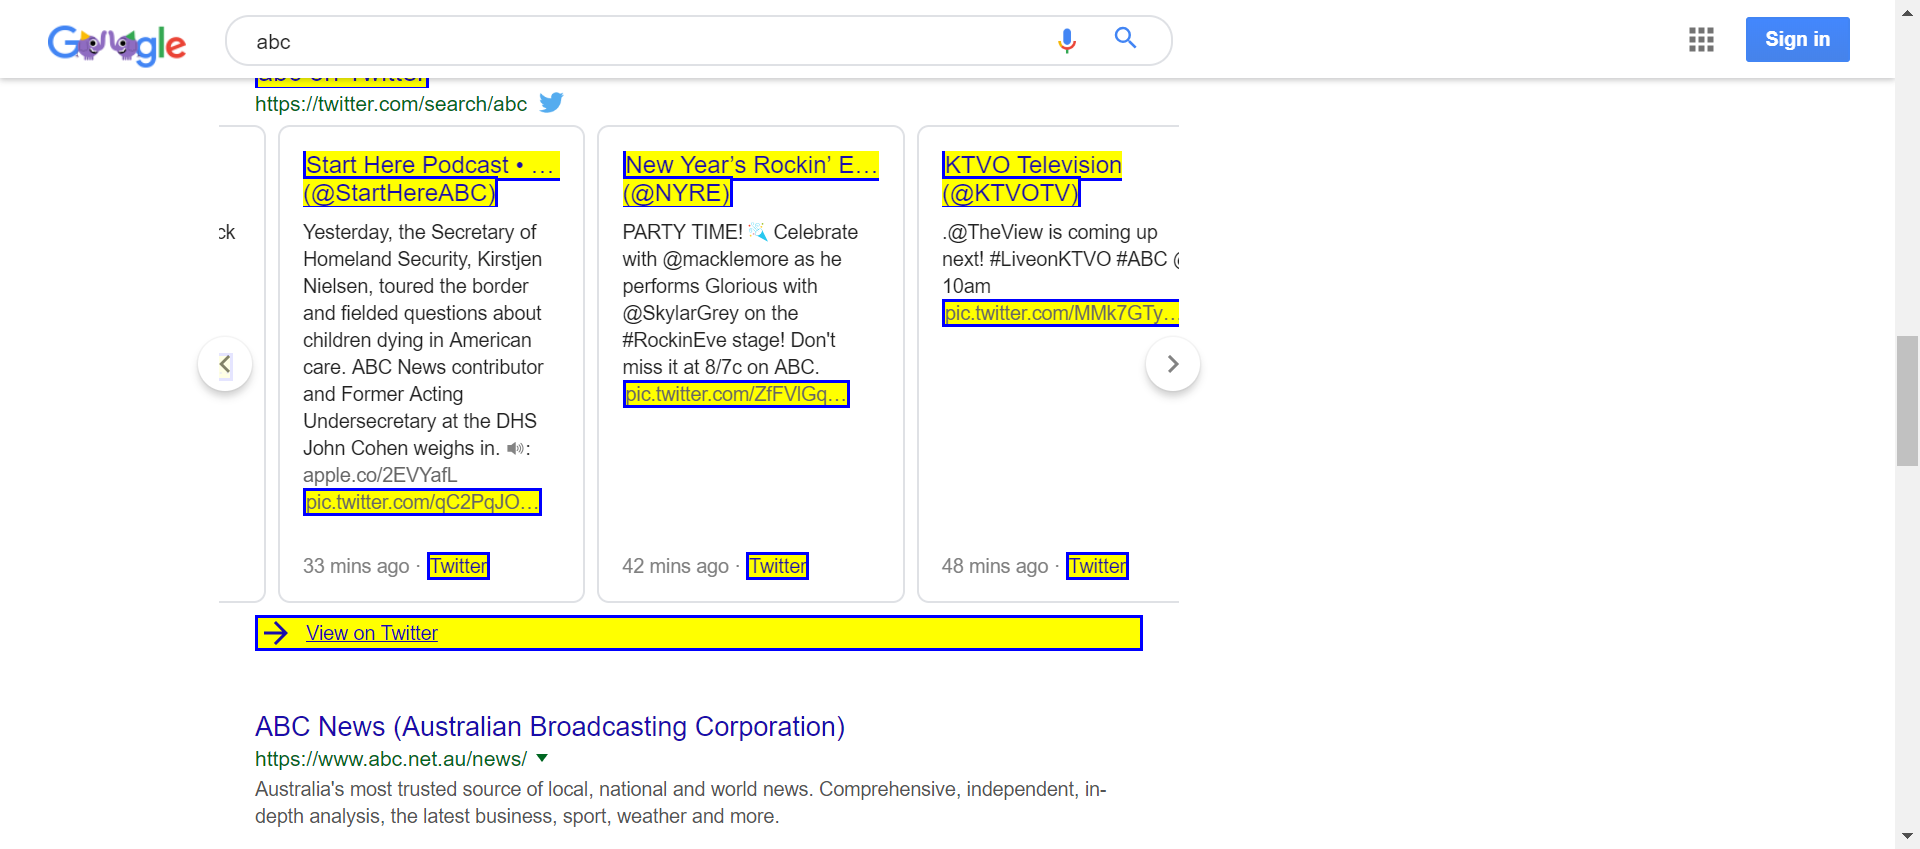 Google
abc
Sign in
abc on Twitter
https://twitter.com/search/abc
ck
Start Here Podcast • …
(@StartHereABC)
Yesterday, the Secretary of
Homeland Security, Kirstjen
Nielsen, toured the border
and fielded questions about
children dying in American
care. ABC News contributor
and Former Acting
Undersecretary at the DHS
John Cohen weighs in. 🔊:
apple.co/2EVYafL
pic.twitter.com/qC2PqJO…
33 mins ago · Twitter
New Year’s Rockin’ E…
(@NYRE)
PARTY TIME! 🎉 Celebrate
with @macklemore as he
performs Glorious with
@SkylarGrey on the
#RockinEve stage! Don't
miss it at 8/7c on ABC.
pic.twitter.com/ZfFVlGq…
42 mins ago · Twitter
KTVO Television
(@KTVOTV)
.@TheView is coming up
next! #LiveonKTVO #ABC @
10am
pic.twitter.com/MMk7GTy…
48 mins ago · Twitter
View on Twitter
ABC News (Australian Broadcasting Corporation)
https://www.abc.net.au/news/
Australia's most trusted source of local, national and world news. Comprehensive, independent, in-
depth analysis, the latest business, sport, weather and more.